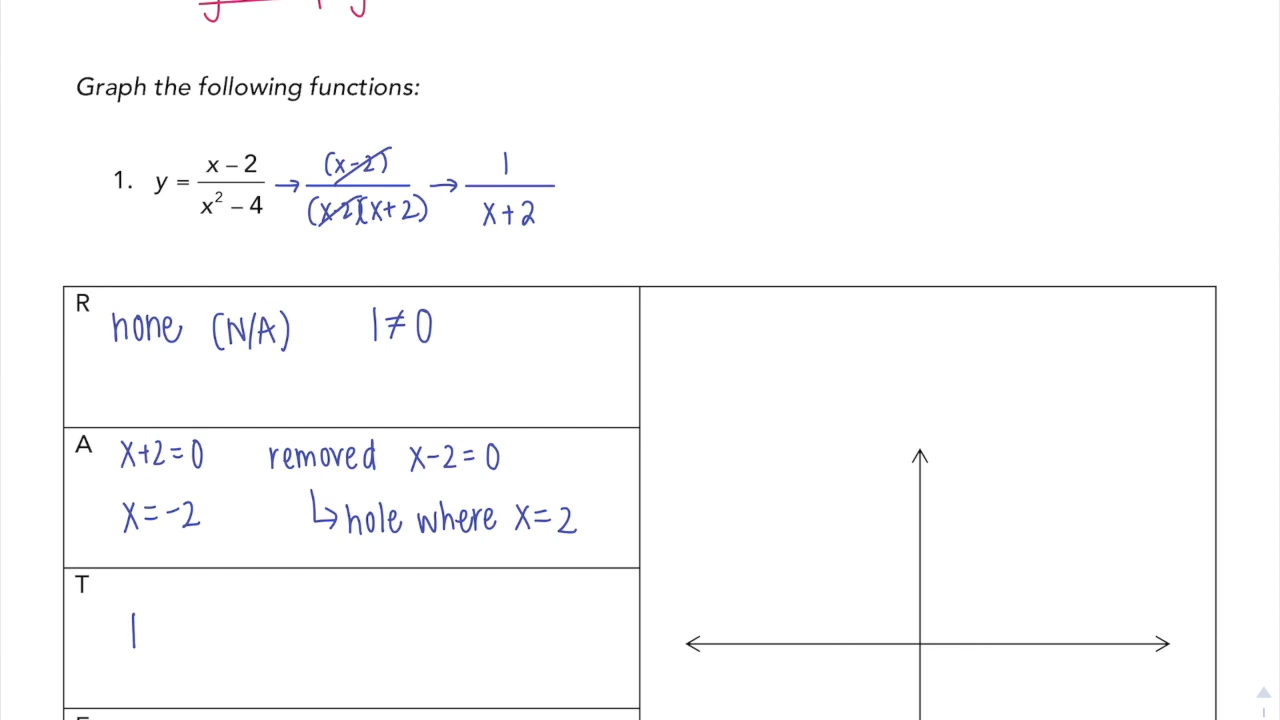 Graph the following functions:
1. y = x – 2 / x² – 4 → (x-2) / (x-2)(x+2) → 1 / x+2
R
none (N/A) 1≠0
A x+2=0 removed x-2=0
x=-2 ↳ hole where x=2
T
1